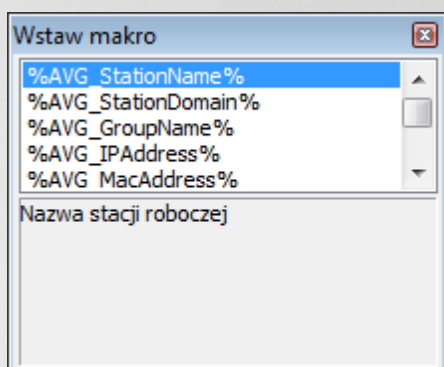 Wstaw makro
%AVG_StationName%
%AVG_StationDomain%
%AVG_GroupName%
%AVG_IPAddress%
%AVG_MacAddress%
Nazwa stacji roboczej